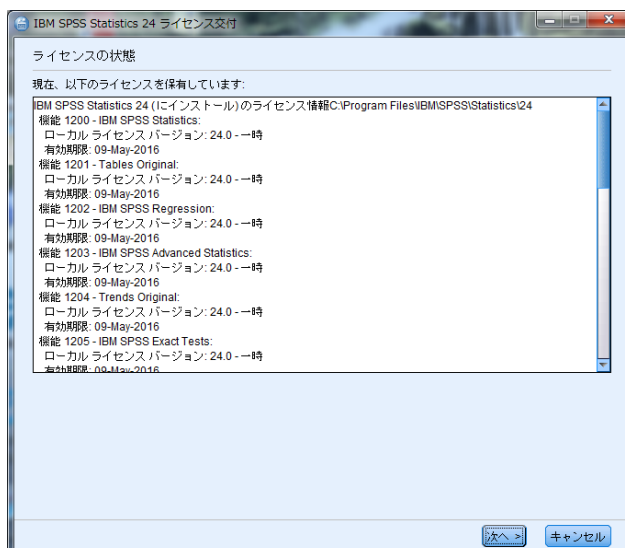 IBM SPSS Statistics 24 ライセンス交付
ライセンスの状態
現在、以下のライセンスを保有しています:
IBM SPSS Statistics 24 (にインストール)のライセンス情報C:\Program Files\IBM\SPSS\Statistics\24
機能 1200 - IBM SPSS Statistics:
ローカル ライセンス バージョン: 24.0 - 一時
有効期限: 09-May-2016
機能 1201 - Tables Original:
ローカル ライセンス バージョン: 24.0 - 一時
有効期限: 09-May-2016
機能 1202 - IBM SPSS Regression:
ローカル ライセンス バージョン: 24.0 - 一時
有効期限: 09-May-2016
機能 1203 - IBM SPSS Advanced Statistics:
ローカル ライセンス バージョン: 24.0 - 一時
有効期限: 09-May-2016
機能 1204 - Trends Original:
ローカル ライセンス バージョン: 24.0 - 一時
有効期限: 09-May-2016
機能 1205 - IBM SPSS Exact Tests:
ローカル ライセンス バージョン: 24.0 - 一時
有効期限: 09-May-2016
次へ >
キャンセル